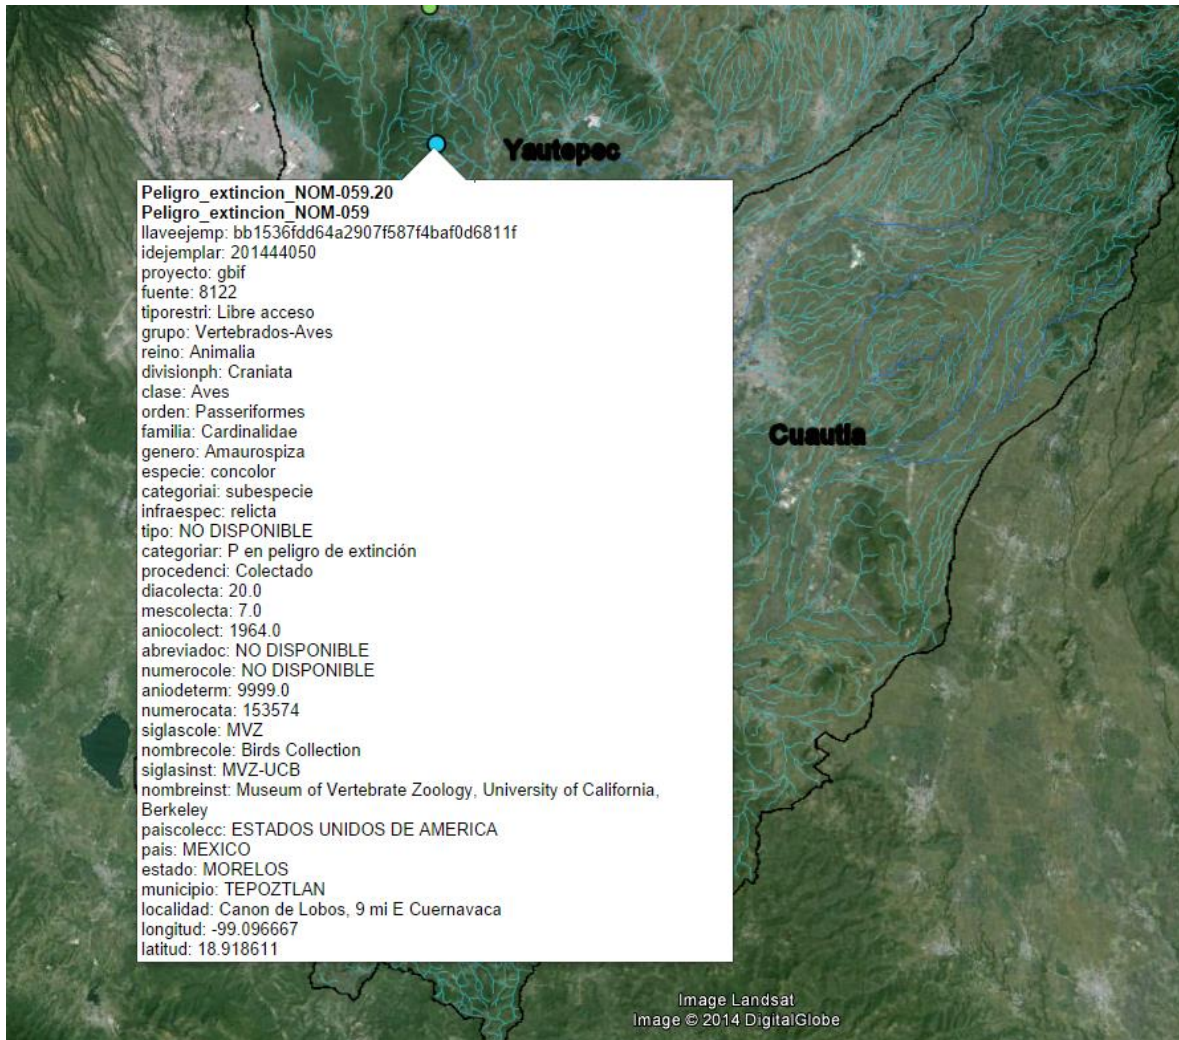 Yautepec
Peligro_extincion_NOM-059.20
Peligro_extincion_NOM-059
llaveejemp: bb1536fdd64a2907f587f4baf0d6811f
idejemplar: 201444050
proyecto: gbif
fuente: 8122
tiporestri: Libre acceso
grupo: Vertebrados-Aves
reino: Animalia
divisionph: Craniata
clase: Aves
orden: Passeriformes
familia: Cardinalidae
genero: Amaurospiza
especie: concolor
categoriai: subespecie
infraespec: relicta
tipo: NO DISPONIBLE
categoriar: P en peligro de extinción
procedenci: Colectado
diacolecta: 20.0
mescolecta: 7.0
aniocolect: 1964.0
abreviadoc: NO DISPONIBLE
numerocole: NO DISPONIBLE
aniodeterm: 9999.0
numerocata: 153574
siglascole: MVZ
nombrecole: Birds Collection
siglasinst: MVZ-UCB
nombreinst: Museum of Vertebrate Zoology, University of California,
Berkeley
paiscolecc: ESTADOS UNIDOS DE AMERICA
pais: MEXICO
estado: MORELOS
municipio: TEPOZTLAN
localidad: Canon de Lobos, 9 mi E Cuernavaca
longitud: -99.096667
latitud: 18.918611
Cuautla
Image Landsat
Image © 2014 DigitalGlobe